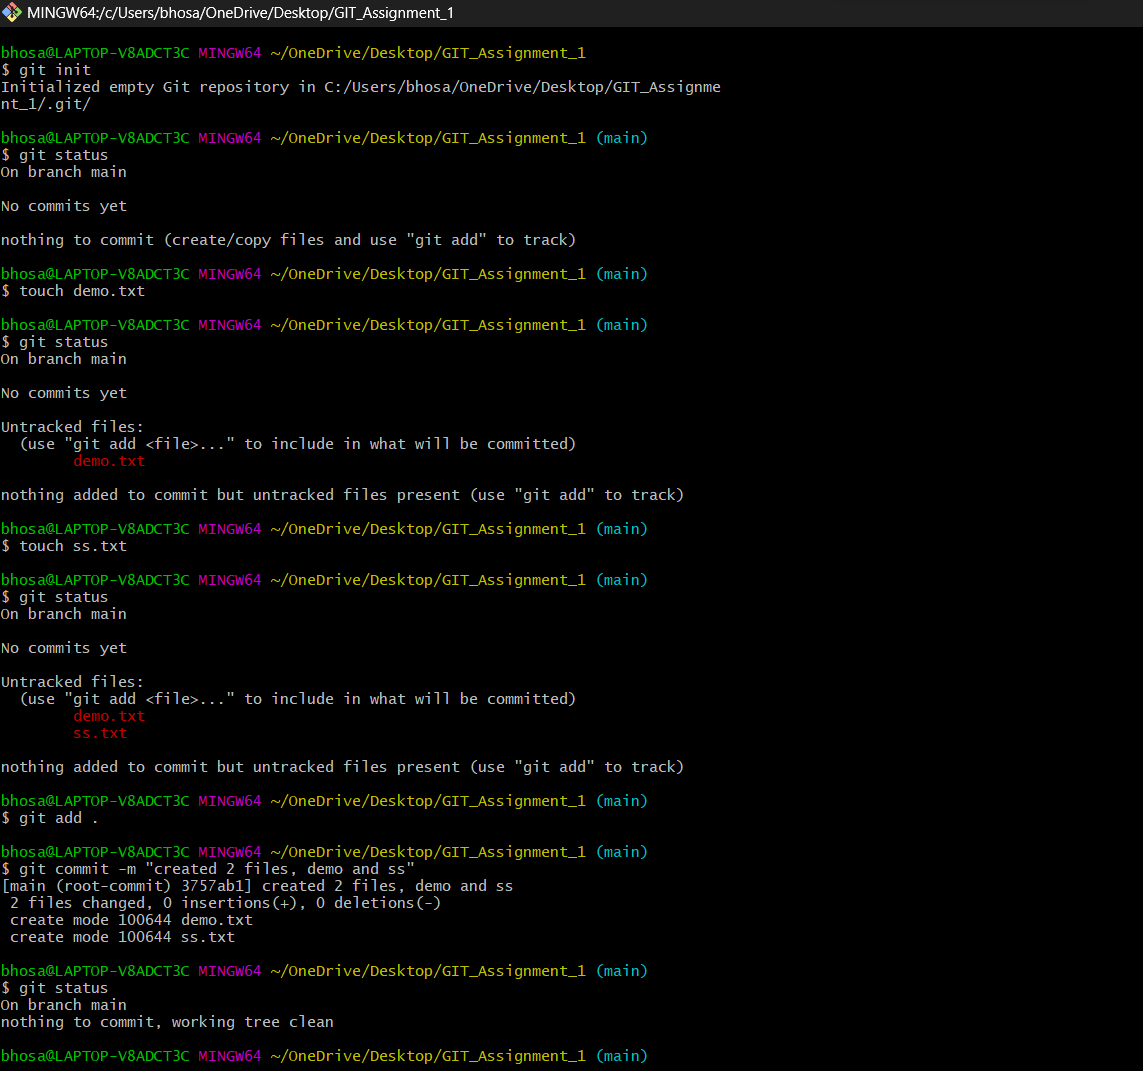 MINGW64:/c/Users/bhosa/OneDrive/Desktop/GIT_Assignment_1
bhosa@LAPTOP-V8ADCT3C MINGW64 ~/OneDrive/Desktop/GIT_Assignment_1
$ git init
Initialized empty Git repository in C:/Users/bhosa/OneDrive/Desktop/GIT_Assignme
nt_1/.git/
bhosa@LAPTOP-V8ADCT3C MINGW64 ~/OneDrive/Desktop/GIT_Assignment_1 (main)
$ git status
On branch main
No commits yet
nothing to commit (create/copy files and use "git add" to track)
bhosa@LAPTOP-V8ADCT3C MINGW64 ~/OneDrive/Desktop/GIT_Assignment_1 (main)
$ touch demo.txt
bhosa@LAPTOP-V8ADCT3C MINGW64 ~/OneDrive/Desktop/GIT_Assignment_1 (main)
$ git status
On branch main
No commits yet
Untracked files:
  (use "git add <file>..." to include in what will be committed)
        demo.txt
nothing added to commit but untracked files present (use "git add" to track)
bhosa@LAPTOP-V8ADCT3C MINGW64 ~/OneDrive/Desktop/GIT_Assignment_1 (main)
$ touch ss.txt
bhosa@LAPTOP-V8ADCT3C MINGW64 ~/OneDrive/Desktop/GIT_Assignment_1 (main)
$ git status
On branch main
No commits yet
Untracked files:
  (use "git add <file>..." to include in what will be committed)
        demo.txt
        ss.txt
nothing added to commit but untracked files present (use "git add" to track)
bhosa@LAPTOP-V8ADCT3C MINGW64 ~/OneDrive/Desktop/GIT_Assignment_1 (main)
$ git add .
bhosa@LAPTOP-V8ADCT3C MINGW64 ~/OneDrive/Desktop/GIT_Assignment_1 (main)
$ git commit -m "created 2 files, demo and ss"
[main (root-commit) 3757ab1] created 2 files, demo and ss
 2 files changed, 0 insertions(+), 0 deletions(-)
 create mode 100644 demo.txt
 create mode 100644 ss.txt
bhosa@LAPTOP-V8ADCT3C MINGW64 ~/OneDrive/Desktop/GIT_Assignment_1 (main)
$ git status
On branch main
nothing to commit, working tree clean
bhosa@LAPTOP-V8ADCT3C MINGW64 ~/OneDrive/Desktop/GIT_Assignment_1 (main)